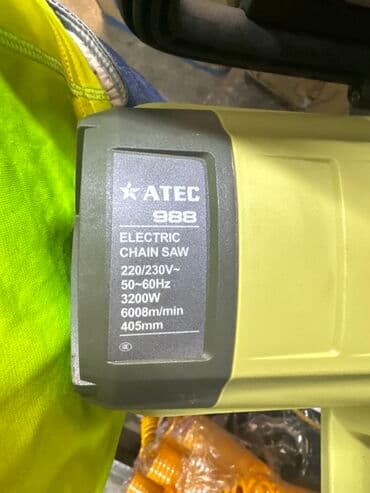 ★ ATEC
988
ELECTRIC
CHAIN SAW
220/230V~
50~60Hz
3200W
6008m/min
405mm